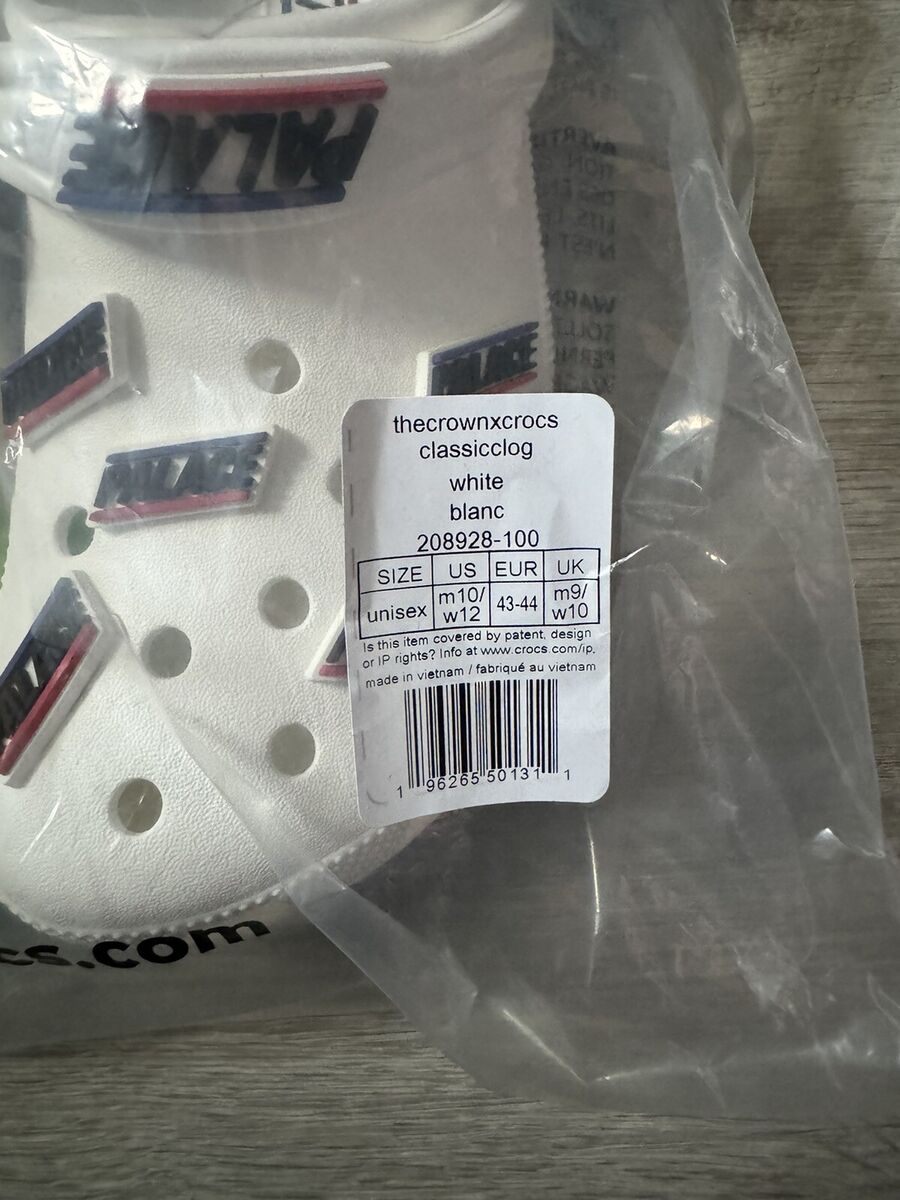 PALACE
PALACE
PALACE
thecrownxcrocs
classicclog
white
blanc
208928-100
SIZE US EUR UK
unisex m10/ w12 43-44 m9/ w10
Is this item covered by patent, design
or IP rights? Info at www.crocs.com/ip.
made in vietnam / fabriqué au vietnam
1 96265 50131 1
cs.com